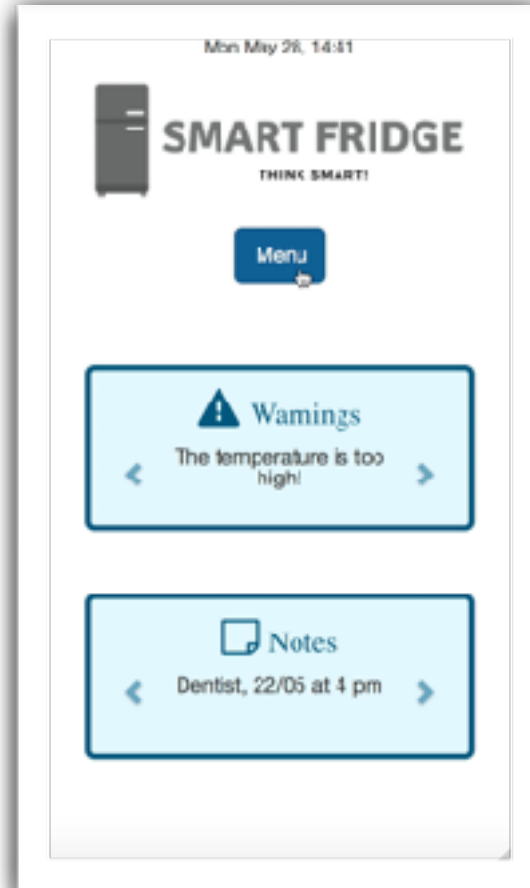 Mon May 28, 14:41
SMART FRIDGE
THINK SMART!
Menu
Warnings
The temperature is too
high!
Notes
Dentist, 22/05 at 4 pm